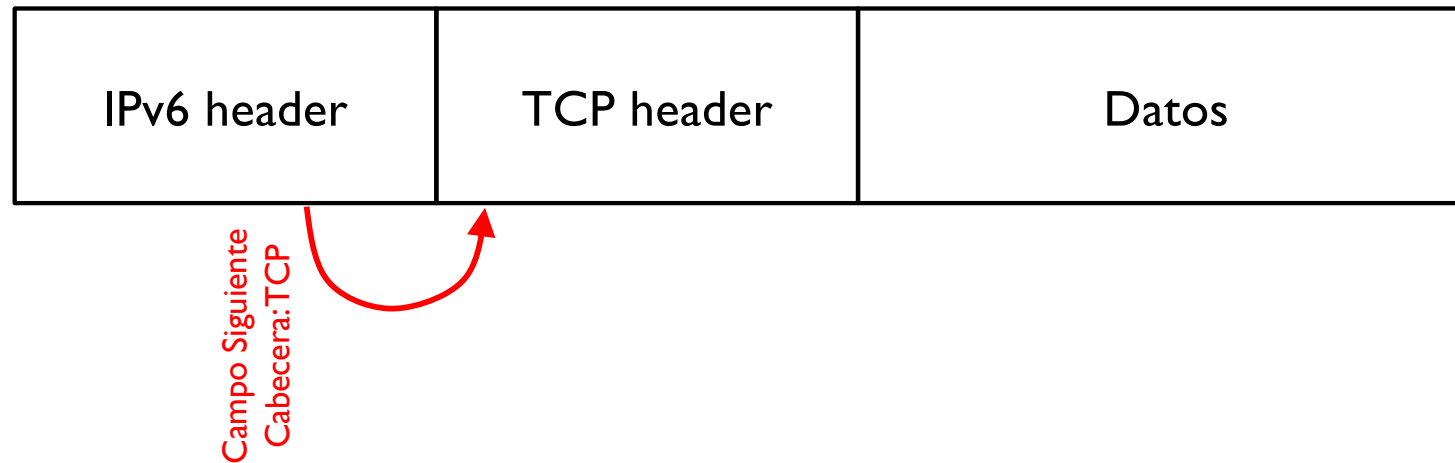 IPv6 header
TCP header
Datos
Campo Siguiente
Cabecera:TCP